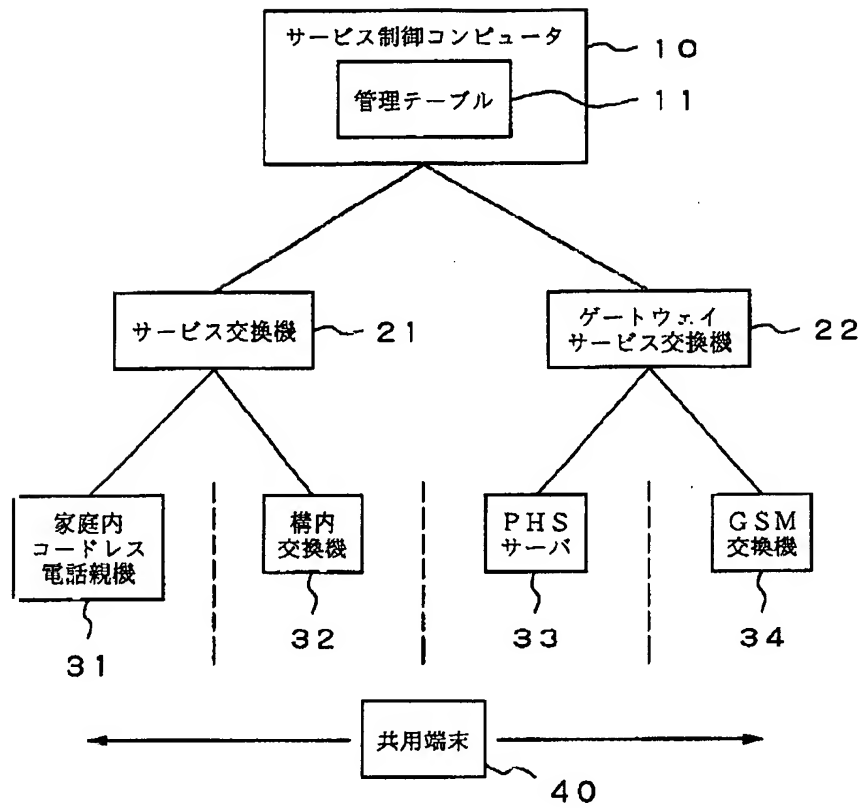 サービス制御コンピュータ
10
管理テーブル
11
サービス交換機
21
ゲートウェイ
サービス交換機
22
家庭内
コードレス
電話親機
31
構内
交換機
32
PHS
サーバ
33
GSM
交換機
34
共用端末
40